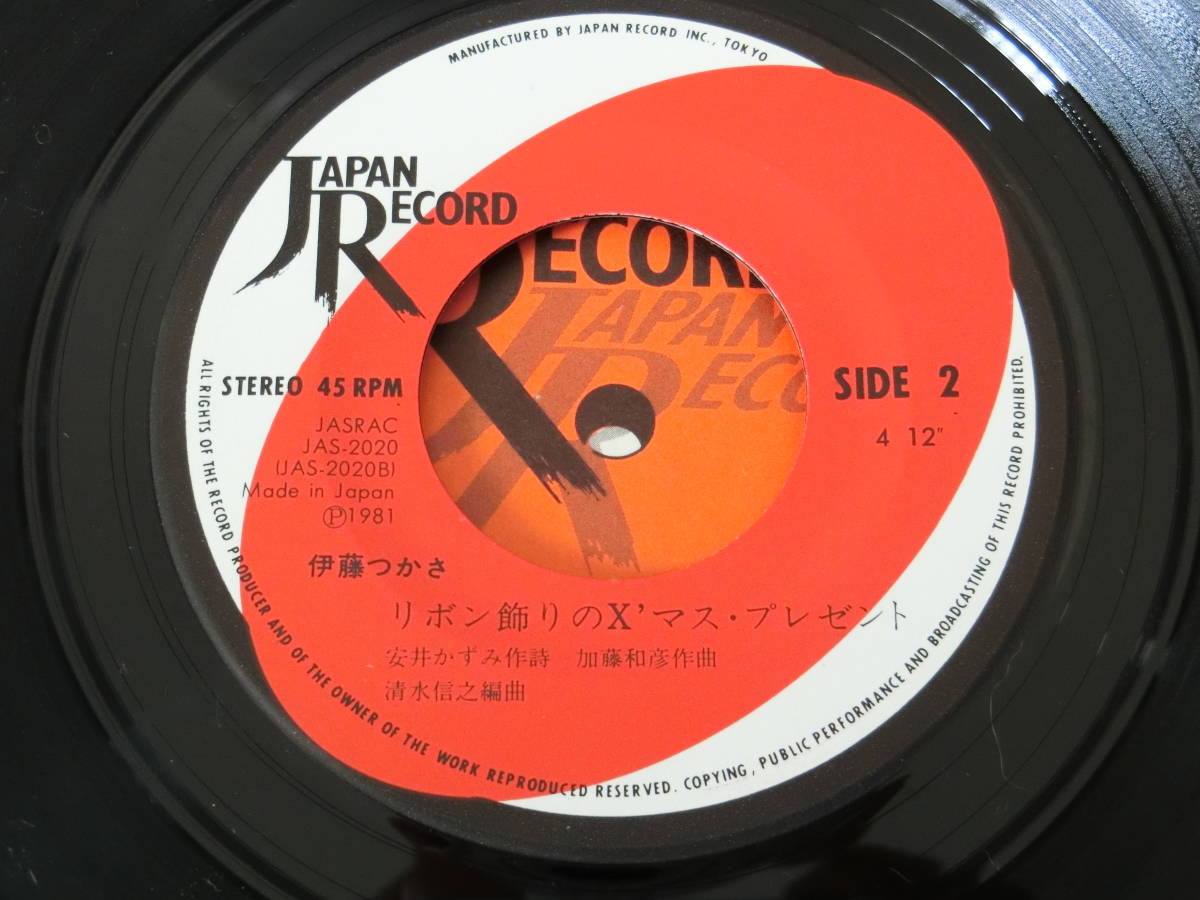 MANUFACTURED BY JAPAN RECORD INC., TOKYO
JAPAN
RECORD
ECOR
JAPAN
RECO
STEREO 45 RPM
JASRAC
JAS-2020
(JAS-2020B)
Made in Japan
Ⓟ1981
SIDE 2
4 12"
伊藤つかさ
リボン飾りのX'マス・プレゼント
安井かずみ作詩 加藤和彦作曲
清水信之編曲
ALL RIGHTS OF THE RECORD PRODUCER AND OF THE OWNER OF THE WORK REPRODUCED RESERVED. COPYING, PUBLIC PERFORMANCE AND BROADCASTING OF THIS RECORD PROHIBITED.